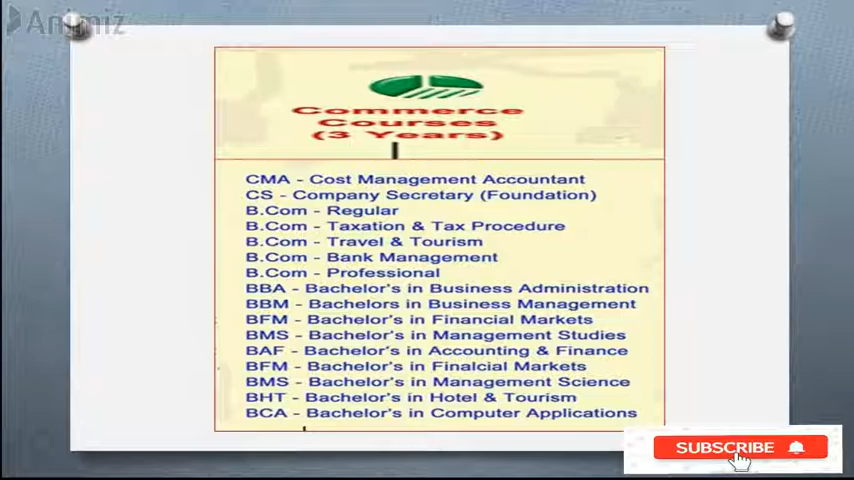 Animiz
Commerce
Courses
(3 Years)
CMA - Cost Management Accountant
CS - Company Secretary (Foundation)
B.Com - Regular
B.Com - Taxation & Tax Procedure
B.Com - Travel & Tourism
B.Com - Bank Management
B.Com - Professional
BBA - Bachelor's in Business Administration
BBM - Bachelors in Business Management
BFM - Bachelor's in Financial Markets
BMS - Bachelor's in Management Studies
BAF - Bachelor's in Accounting & Finance
BFM - Bachelor's in Finalcial Markets
BMS - Bachelor's in Management Science
BHT - Bachelor's in Hotel & Tourism
BCA - Bachelor's in Computer Applications
SUBSCRIBE